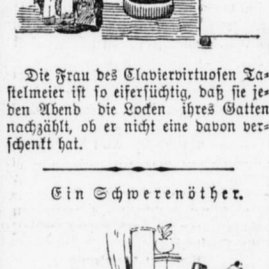 Die Frau des Claviervirtuosen Ta-
stelmeier ist so eifersüchtig, daß sie je-
den Abend die Locken ihres Gatten
nachzählt, ob er nicht eine davon ver-
schenkt hat.
Ein Schwerenöther.